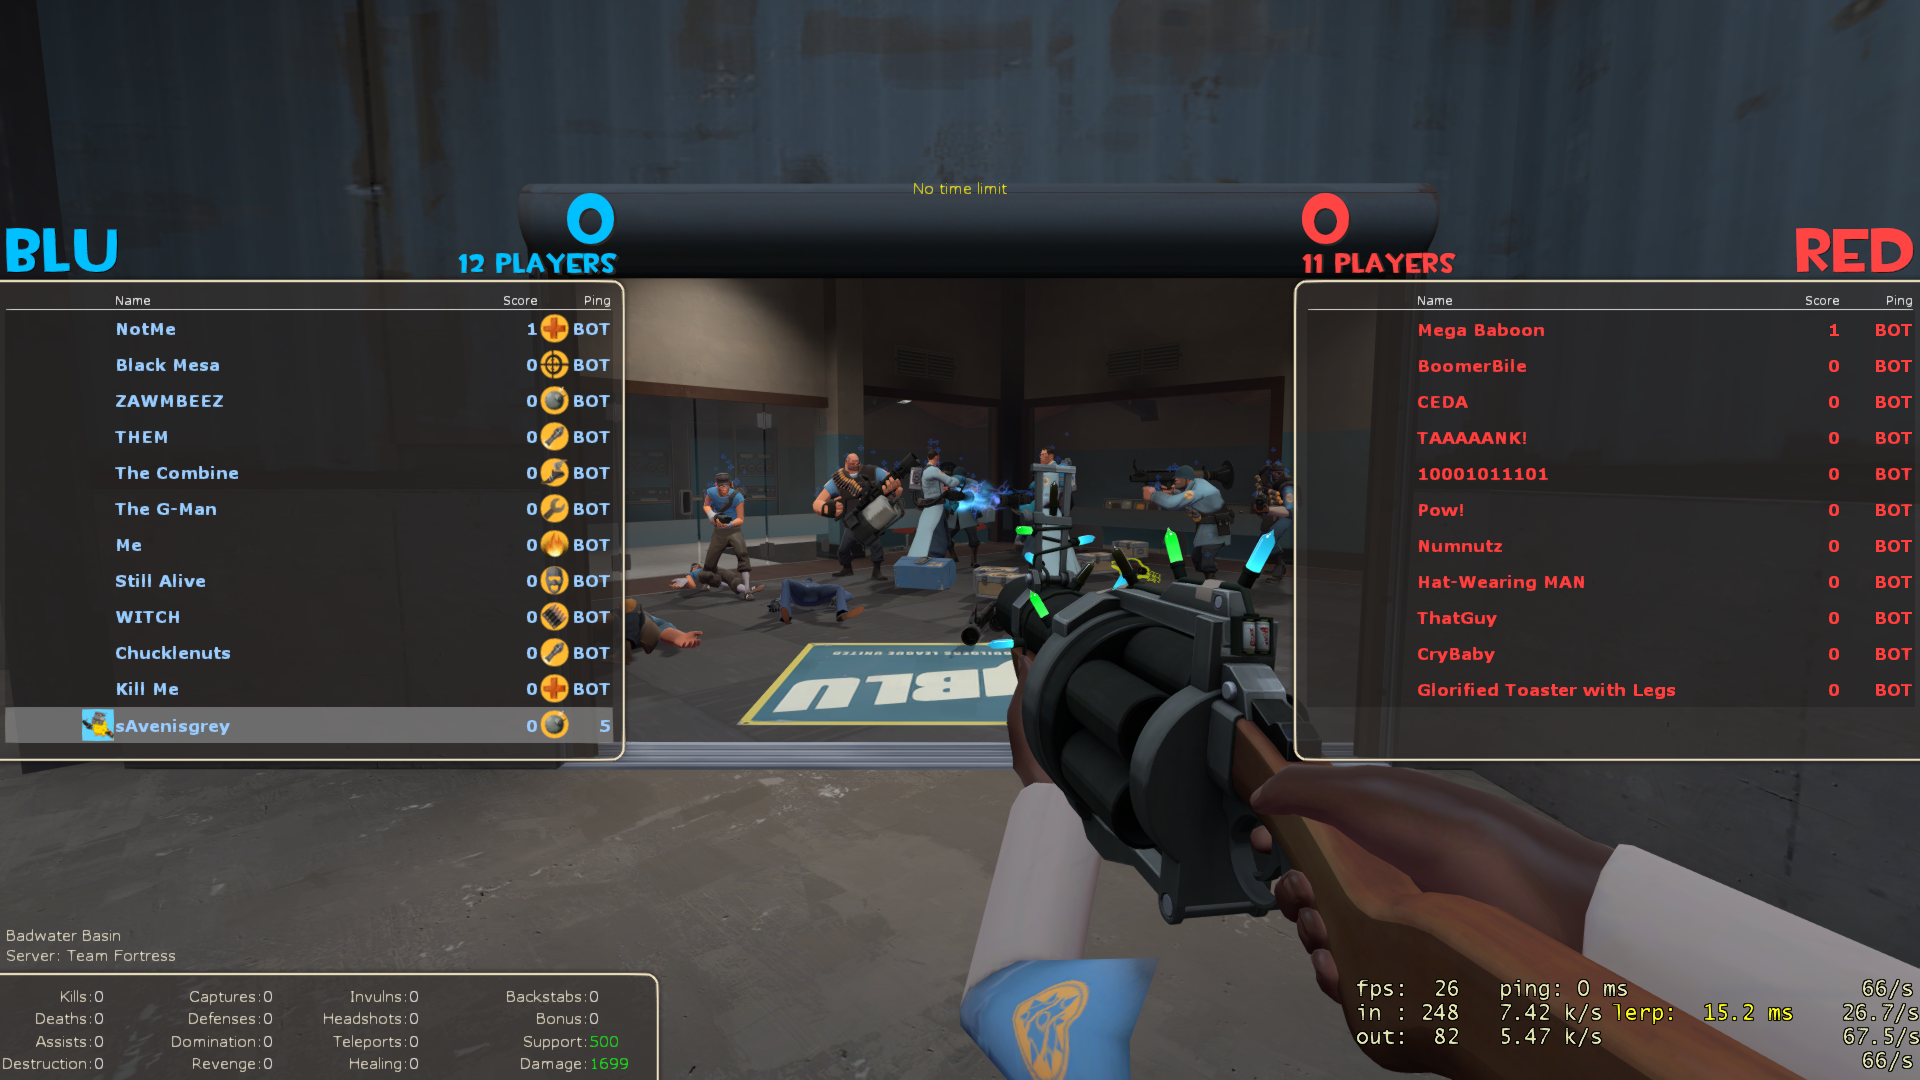 No time limit
BLU
0
12 PLAYERS
Name Score Ping
NotMe 1 BOT
Black Mesa 0 BOT
ZAWMBEEZ 0 BOT
THEM 0 BOT
The Combine 0 BOT
The G-Man 0 BOT
Me 0 BOT
Still Alive 0 BOT
WITCH 0 BOT
Chucklenuts 0 BOT
Kill Me 0 BOT
sAvenisgrey 0 5
0
11 PLAYERS
RED
Name Score Ping
Mega Baboon 1 BOT
BoomerBile 0 BOT
CEDA 0 BOT
TAAAAANK! 0 BOT
10001011101 0 BOT
Pow! 0 BOT
Numnutz 0 BOT
Hat-Wearing MAN 0 BOT
ThatGuy 0 BOT
CryBaby 0 BOT
Glorified Toaster with Legs 0 BOT
BUILDERS LEAGUE UNITED
BLU
Badwater Basin
Server: Team Fortress
Kills:0 Captures:0 Invulns:0 Backstabs:0
Deaths:0 Defenses:0 Headshots:0 Bonus:0
Assists:0 Domination:0 Teleports:0 Support:500
Destruction:0 Revenge:0 Healing:0 Damage:1699
fps: 26 ping: 0 ms 66/s
in : 248 7.42 k/s lerp: 15.2 ms 26.7/s
out: 82 5.47 k/s 67.5/s
66/s